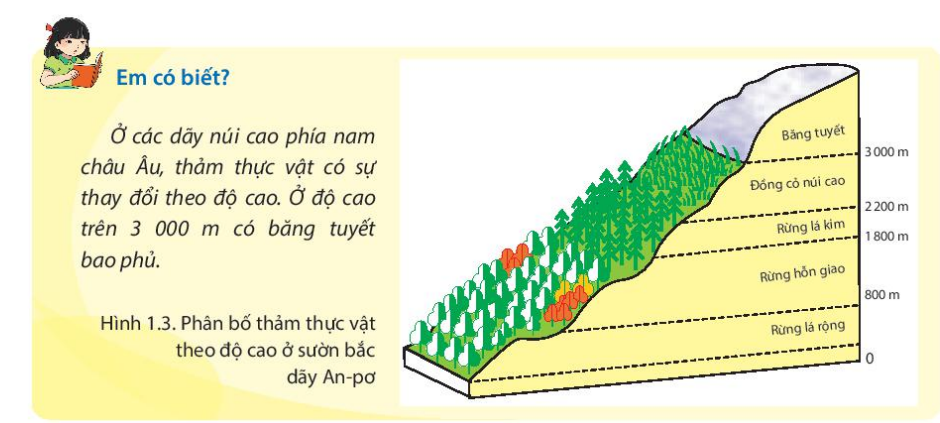 Em có biết?
Ở các dãy núi cao phía nam
châu Âu, thảm thực vật có sự
thay đổi theo độ cao. Ở độ cao
trên 3 000 m có băng tuyết
bao phủ.
Hình 1.3. Phân bố thảm thực vật
theo độ cao ở sườn bắc
dãy An-pơ
Băng tuyết
3 000 m
Đồng cỏ núi cao
2 200 m
Rừng lá kim
1 800 m
Rừng hỗn giao
800 m
Rừng lá rộng
0